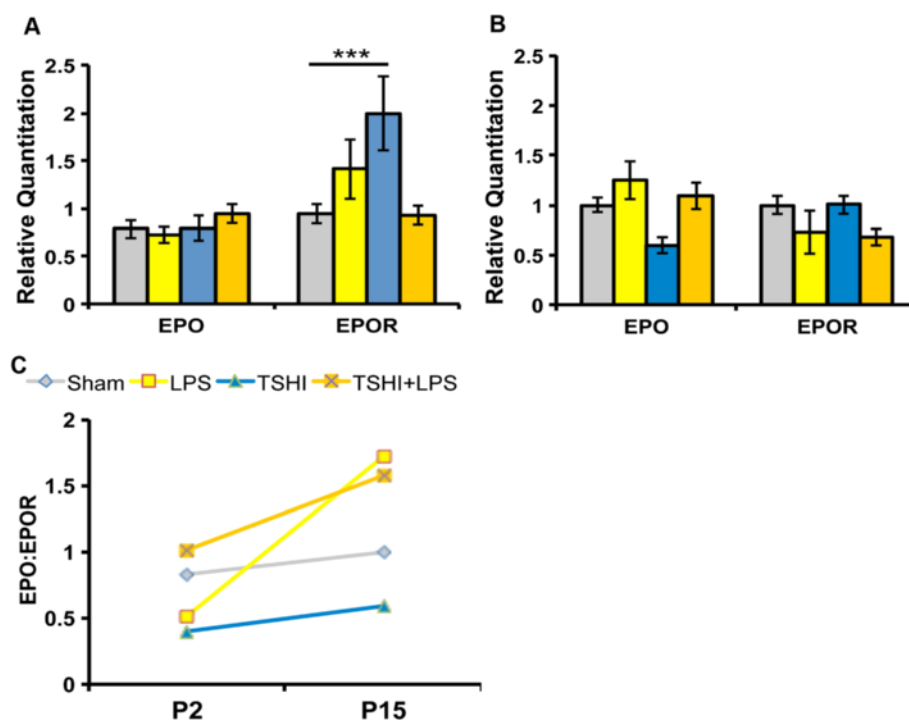 A
***
Relative Quantitation
2.5
2
1.5
1
0.5
0
EPO
EPOR
B
Relative Quantitation
2.5
2
1.5
1
0.5
0
EPO
EPOR
C
Sham LPS TSHI TSHI+LPS
EPO:EPOR
2
1.5
1
0.5
0
P2
P15